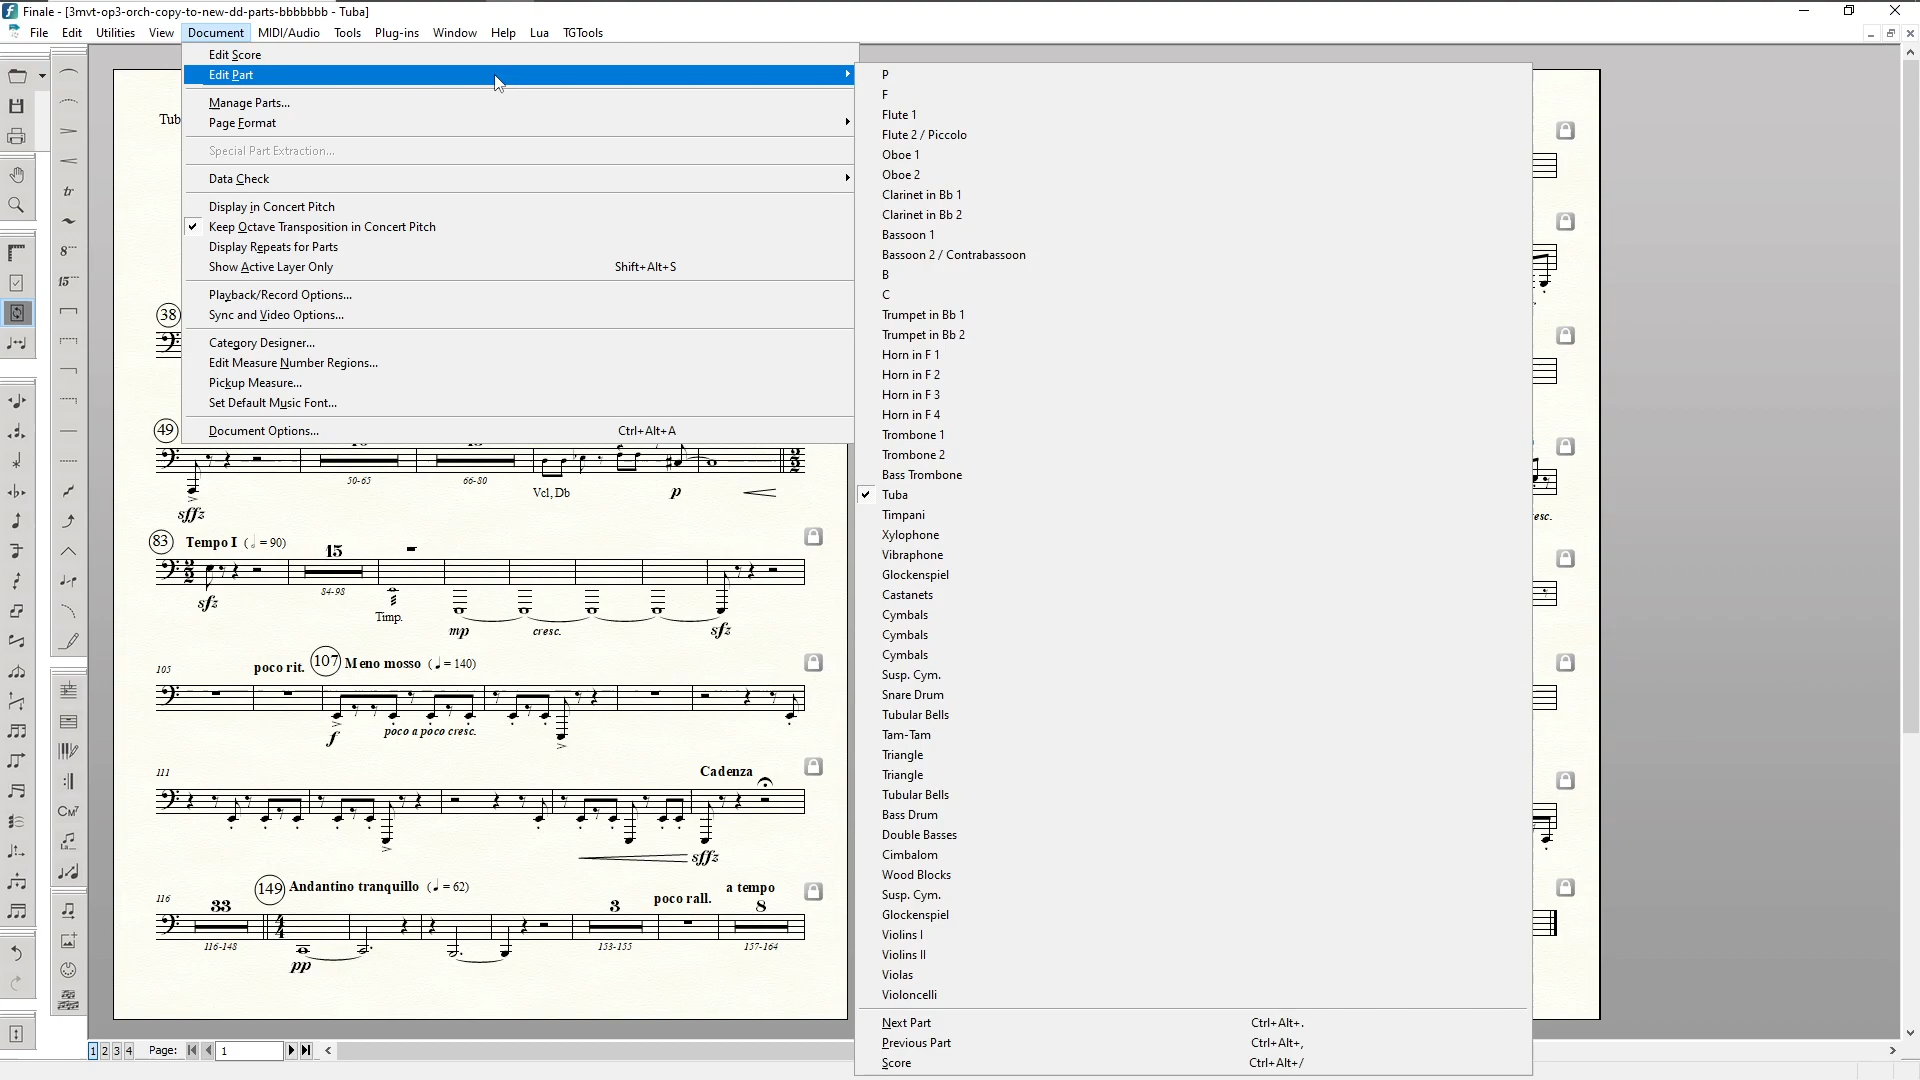 Finale - [3mvt-op3-orch-copy-to-new-dd-parts-bbbbbbb - Tuba]
File Edit Utilities View Document MIDI/Audio Tools Plug-ins Window Help Lua TGTools
Edit Score
Edit Part
Manage Parts...
Page Format
Special Part Extraction...
Data Check
Display in Concert Pitch
Keep Octave Transposition in Concert Pitch
Display Repeats for Parts
Show Active Layer Only Shift+Alt+S
Playback/Record Options...
Sync and Video Options...
Category Designer...
Edit Measure Number Regions...
Pickup Measure...
Set Default Music Font...
Document Options... Ctrl+Alt+A
P
F
Flute 1
Flute 2 / Piccolo
Oboe 1
Oboe 2
Clarinet in Bb 1
Clarinet in Bb 2
Bassoon 1
Bassoon 2 / Contrabassoon
B
C
Trumpet in Bb 1
Trumpet in Bb 2
Horn in F 1
Horn in F 2
Horn in F 3
Horn in F 4
Trombone 1
Trombone 2
Bass Trombone
Tuba
Timpani
Xylophone
Vibraphone
Glockenspiel
Castanets
Cymbals
Cymbals
Cymbals
Susp. Cym.
Snare Drum
Tubular Bells
Tam-Tam
Triangle
Triangle
Tubular Bells
Bass Drum
Double Basses
Cimbalom
Wood Blocks
Susp. Cym.
Glockenspiel
Violins I
Violins II
Violas
Violoncelli
Next Part Ctrl+Alt+.
Previous Part Ctrl+Alt+,
Score Ctrl+Alt+/
tr
8
15
CM7
Tub
38
49
50-65 66-80 Vcl, Db p
sffz
83 Tempo I ( = 90) 15
2 2
sfz 84-98 Timp. mp cresc. sfz
105 poco rit. 107 Meno mosso ( = 140)
f poco a poco cresc.
111 Cadenza
sffz
116 33 149 Andantino tranquillo ( = 62) 3 poco rall. a tempo 8
4 4
116-148 pp 153-155 157-164
esc.
1 2 3 4 Page: 1